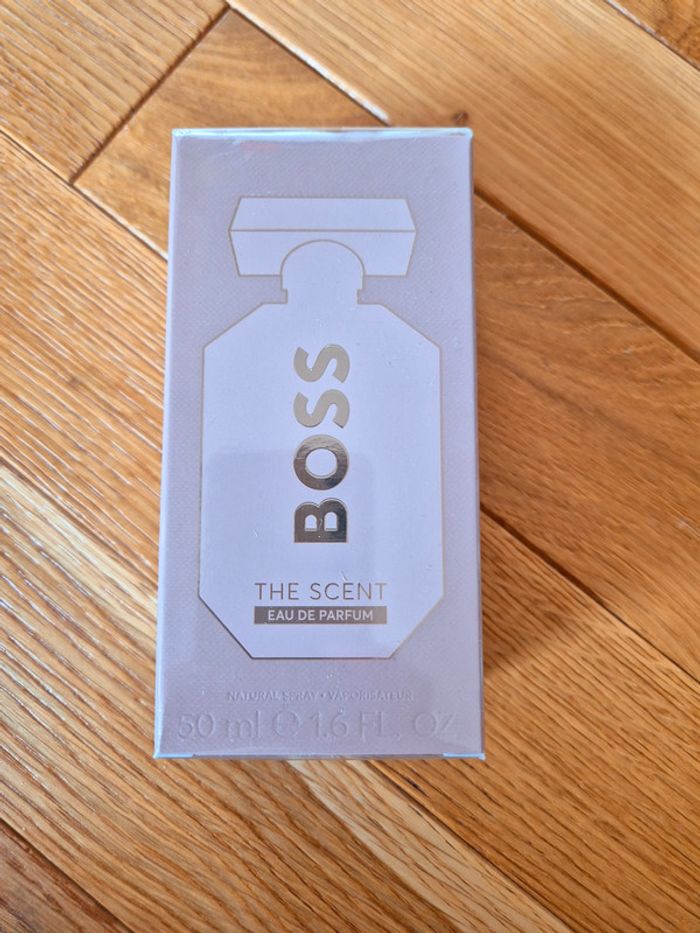 BOSS
THE SCENT
EAU DE PARFUM
NATURAL SPRAY • VAPORISATEUR
50 ml ℮ 1.6 FL. OZ.